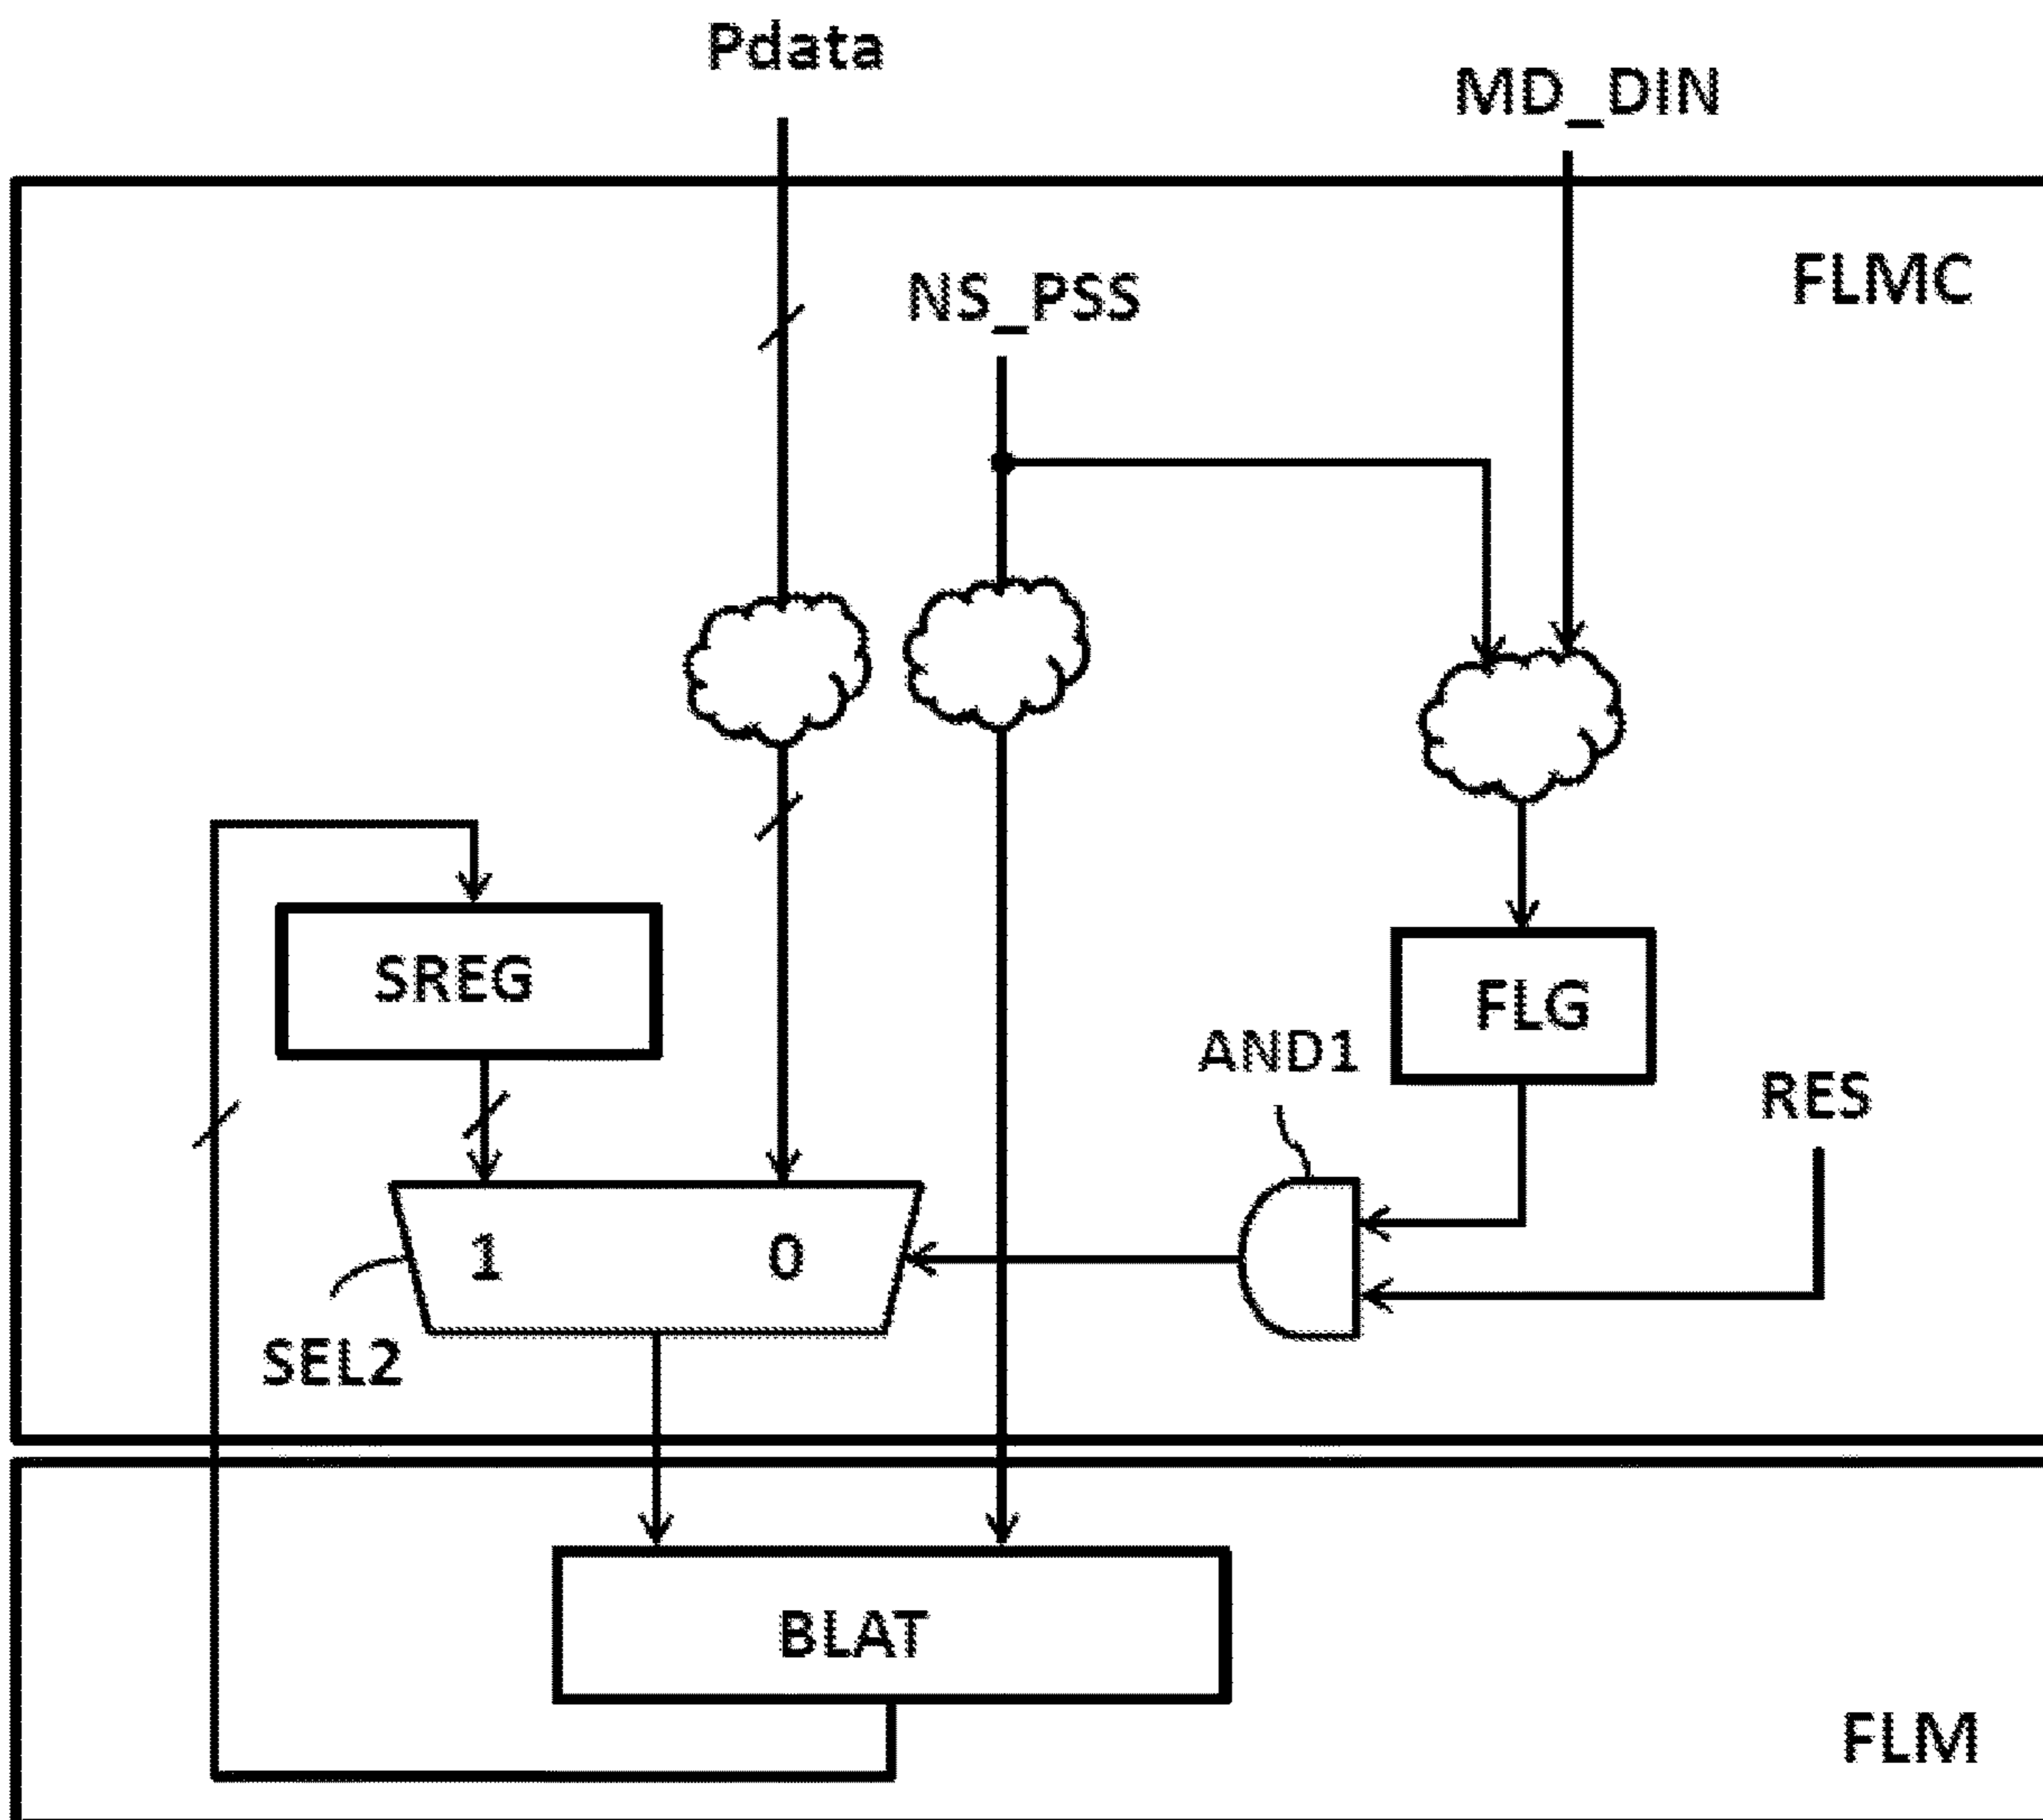 Pdata
MD_DIN
FLMC
NS_PSS
SREG
FLG
AND1
RES
1 0
SEL2
BLAT
FLM